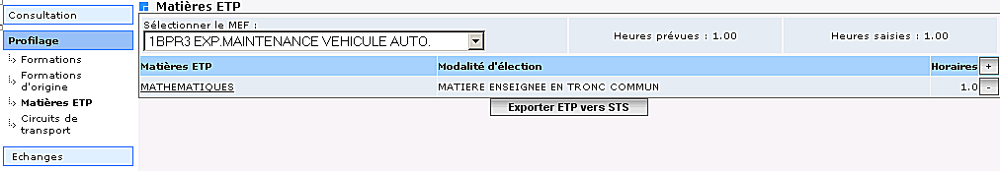 Consultation
Profilage
Formations
Formations
d'origine
Matières ETP
Circuits de
transport
Echanges
Matières ETP
Sélectionner le MEF :
1BPR3 EXP.MAINTENANCE VEHICULE AUTO.
Heures prévues : 1.00
Heures saisies : 1.00
Matières ETP Modalité d'élection Horaires +
MATHEMATIQUES MATIERE ENSEIGNEE EN TRONC COMMUN 1.0 -
Exporter ETP vers STS